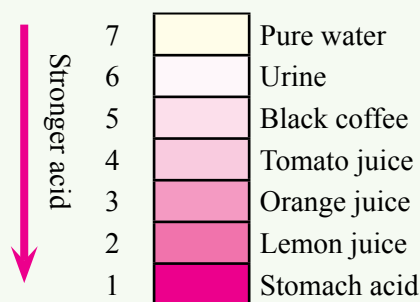 Stronger acid
7 Pure water
6 Urine
5 Black coffee
4 Tomato juice
3 Orange juice
2 Lemon juice
1 Stomach acid